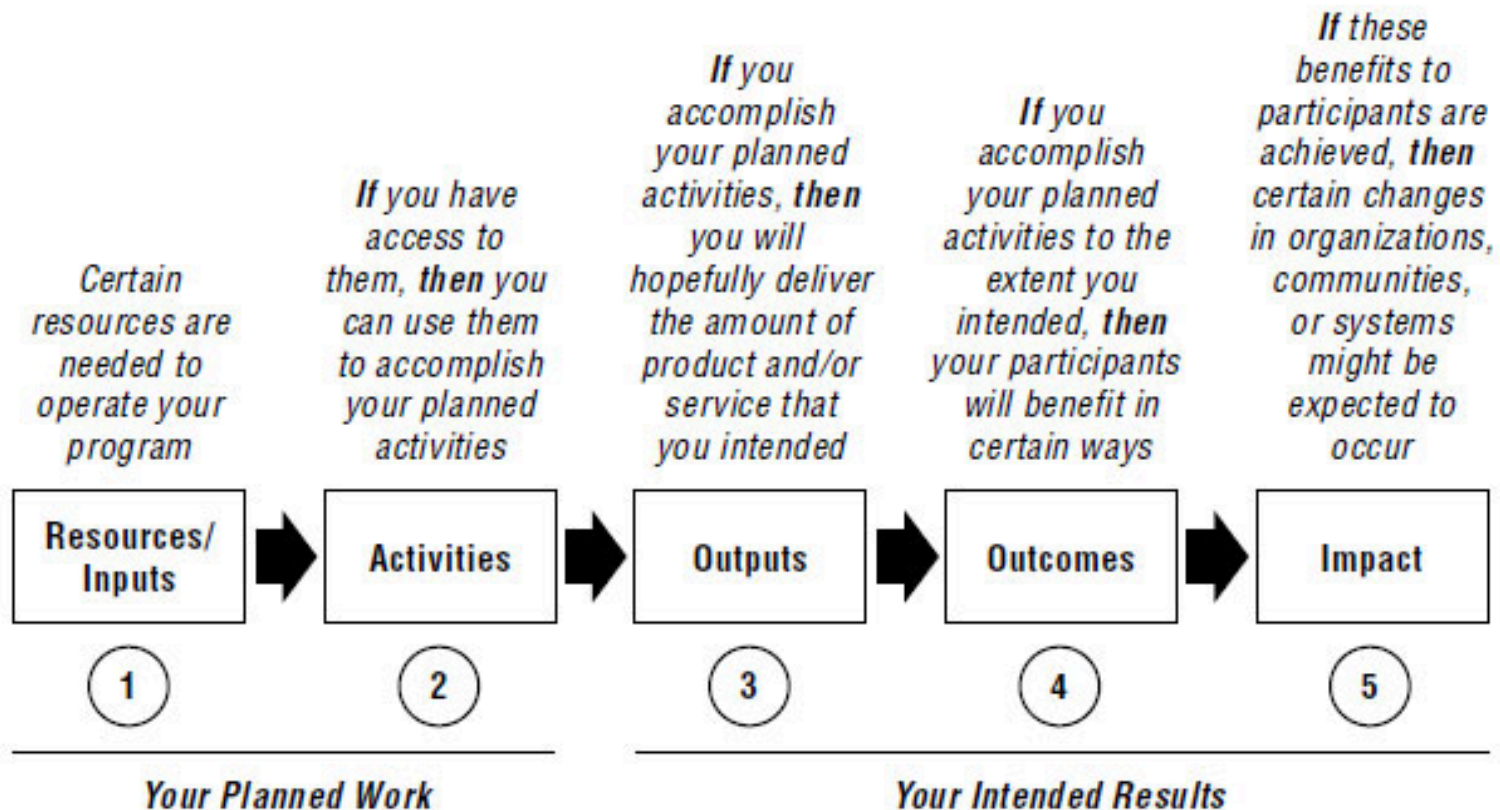 Certain
resources are
needed to
operate your
program
If you have
access to
them, then you
can use them
to accomplish
your planned
activities
If you
accomplish
your planned
activities, then
you will
hopefully deliver
the amount of
product and/or
service that
you intended
If you
accomplish
your planned
activities to the
extent you
intended, then
your participants
will benefit in
certain ways
If these
benefits to
participants are
achieved, then
certain changes
in organizations,
communities,
or systems
might be
expected to
occur
Resources/
Inputs
Activities
Outputs
Outcomes
Impact
1
2
3
4
5
Your Planned Work
Your Intended Results